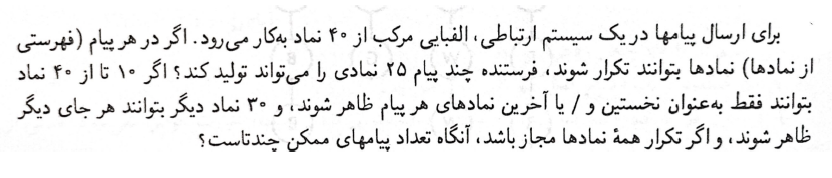 برای ارسال پیامها در یک سیستم ارتباطی، الفبایی مرکب از ۴۰ نماد به‌کار می‌رود. اگر در هر پیام (فهرستی
از نمادها) نمادها بتوانند تکرار شوند، فرستنده چند پیام ۲۵ نمادی را می‌تواند تولید کند؟ اگر ۱۰ تا از ۴۰ نماد
بتوانند فقط به‌عنوان نخستین و / یا آخرین نمادهای هر پیام ظاهر شوند، و ۳۰ نماد دیگر بتوانند هر جای دیگر
ظاهر شوند، و اگر تکرار همهٔ نمادها مجاز باشد، آنگاه تعداد پیامهای ممکن چندتاست؟